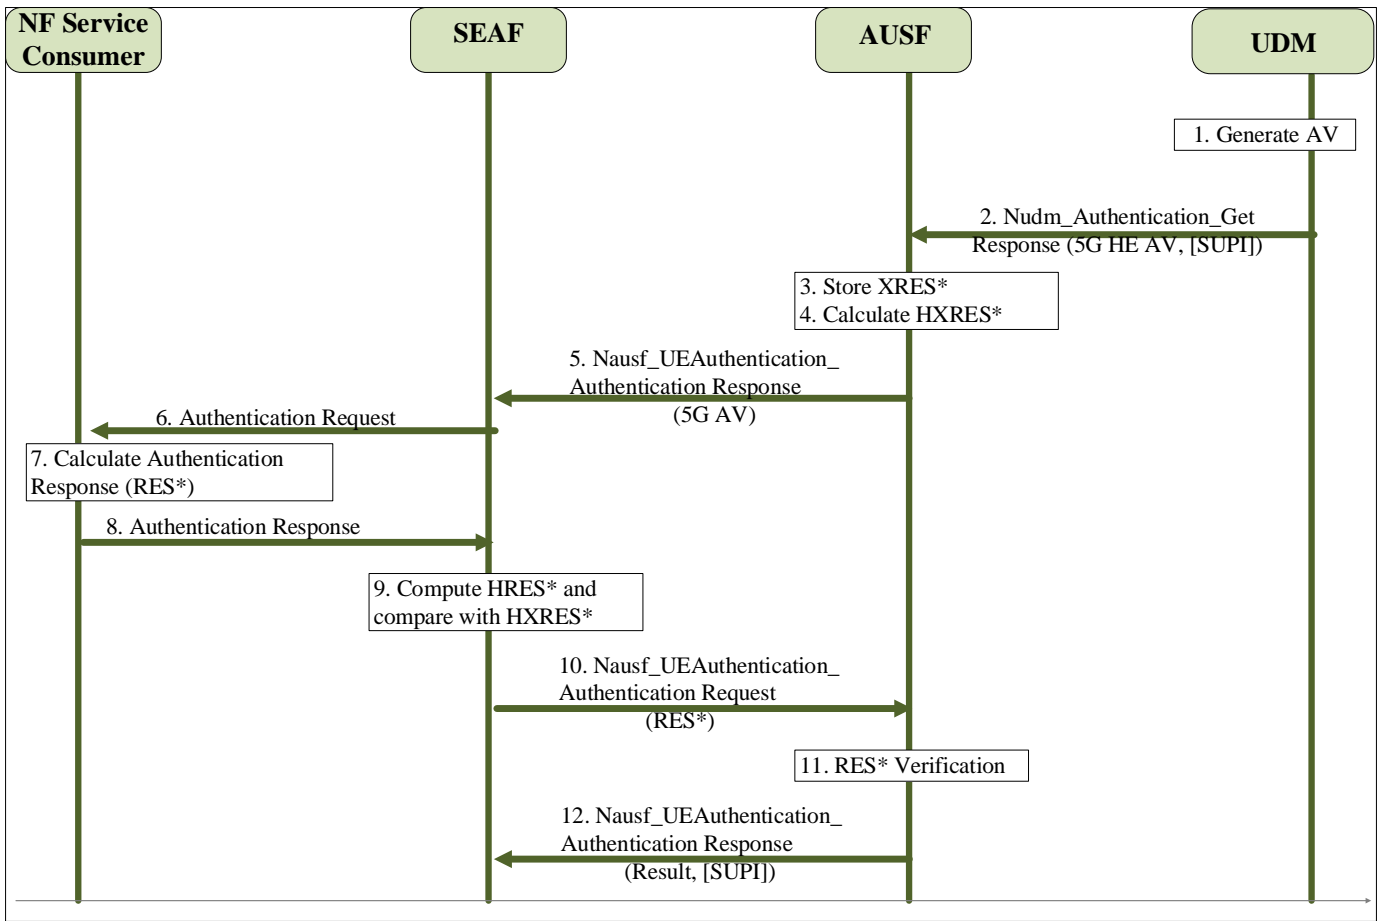 NF Service
Consumer
SEAF
AUSF
UDM
1. Generate AV
2. Nudm_Authentication_Get
Response (5G HE AV, [SUPI])
3. Store XRES*
4. Calculate HXRES*
5. Nausf_UEAuthentication_
Authentication Response
(5G AV)
6. Authentication Request
7. Calculate Authentication
Response (RES*)
8. Authentication Response
9. Compute HRES* and
compare with HXRES*
10. Nausf_UEAuthentication_
Authentication Request
(RES*)
11. RES* Verification
12. Nausf_UEAuthentication_
Authentication Response
(Result, [SUPI])